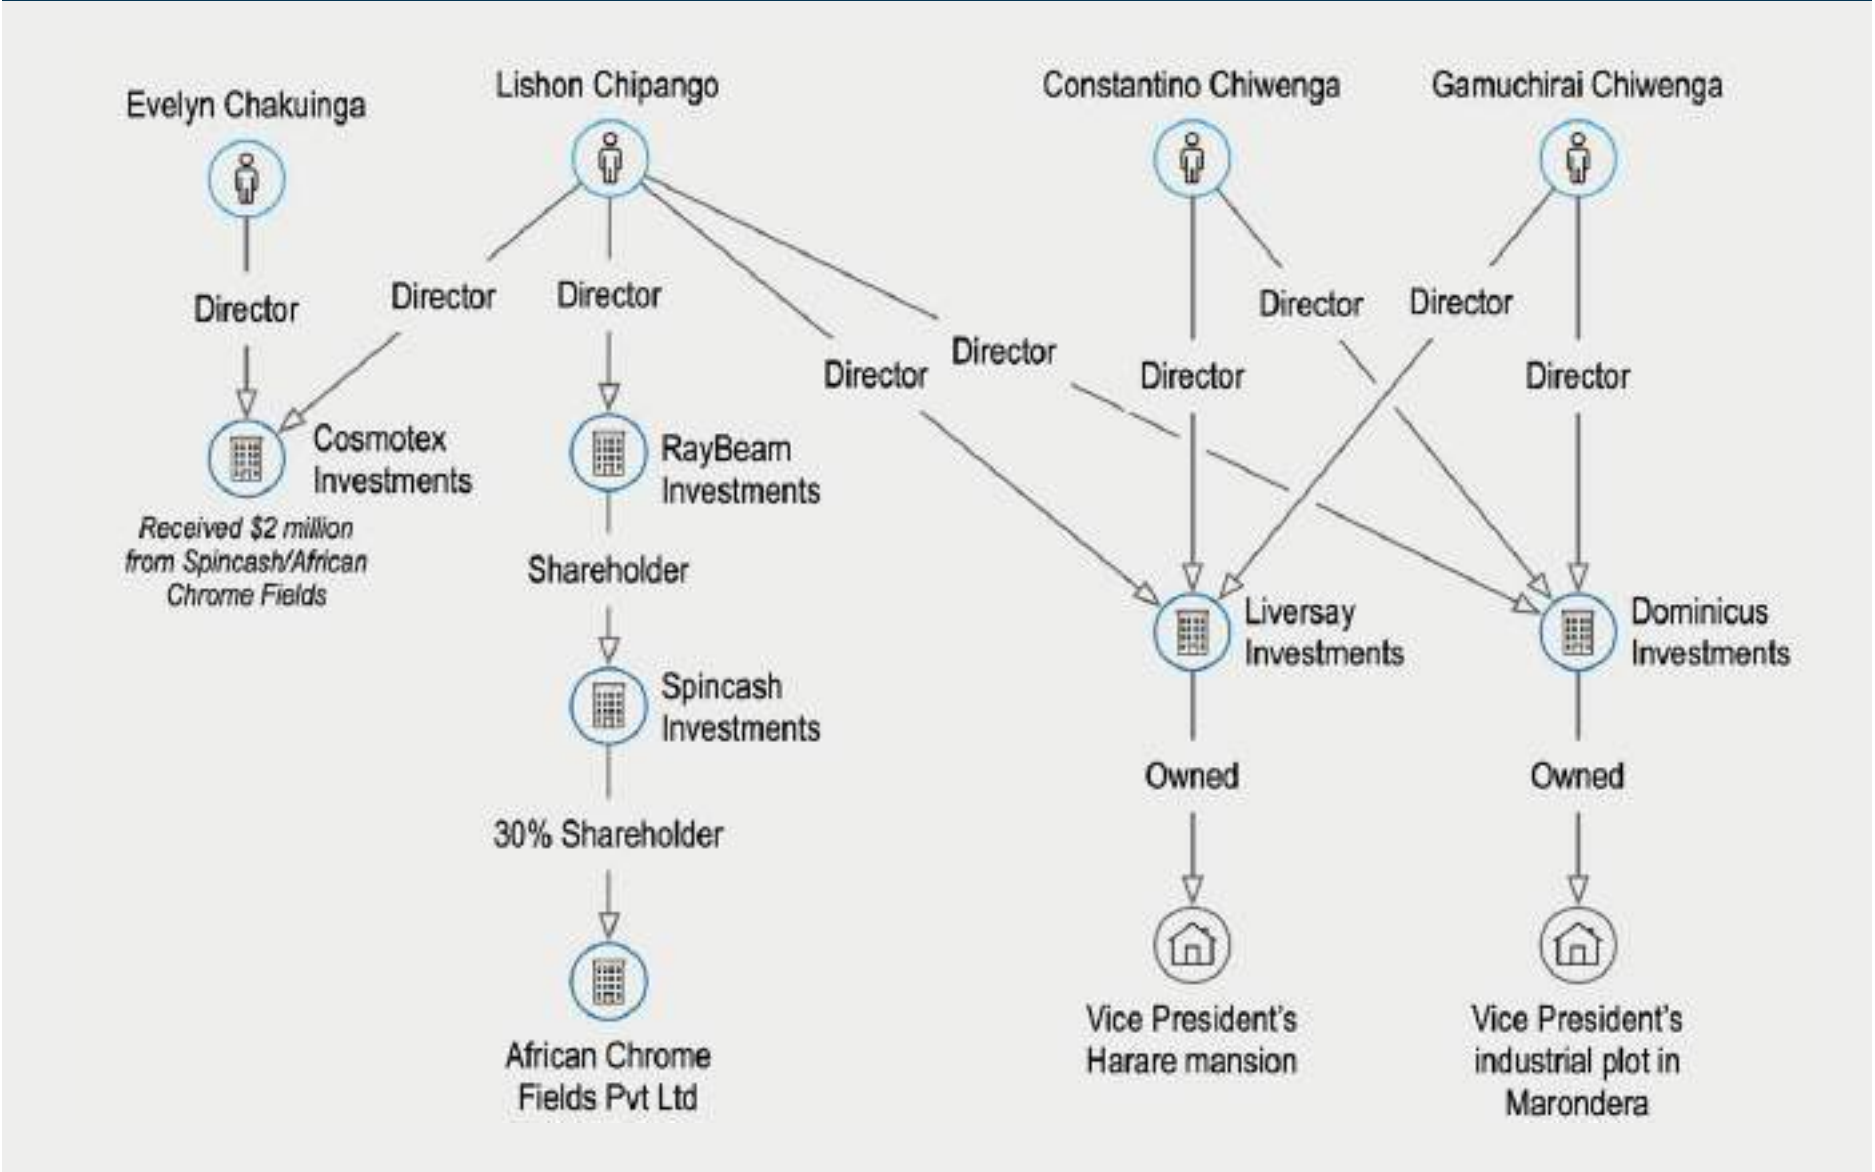 Evelyn Chakuinga
Lishon Chipango
Constantino Chiwenga
Gamuchirai Chiwenga
Director
Director
Director
Director
Director
Director
Director
Director
Director
Cosmotex
Investments
Received $2 million
from Spincash/African
Chrome Fields
RayBeam
Investments
Shareholder
Spincash
Investments
30% Shareholder
African Chrome
Fields Pvt Ltd
Liversay
Investments
Dominicus
Investments
Owned
Owned
Vice President's
Harare mansion
Vice President's
industrial plot in
Marondera